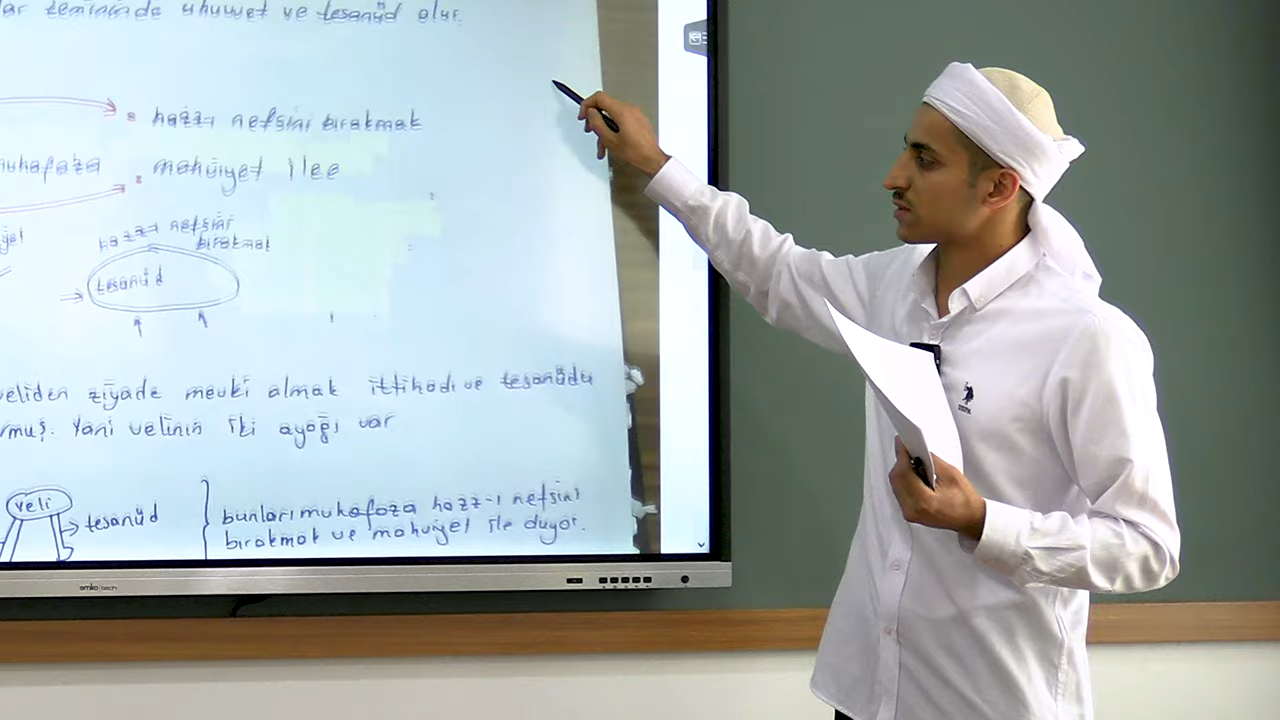 zemininde uhuvvet ve tesanüd olur.
hazz-ı nefsini bırakmak
muhafaza
mahviyet ilee
hazz-ı nefsini
bırakmak
tesanüd
veliden ziyade mevki almak ittihadı ve tesanüdü
Yani velinin iki ayağı var
veli
tesanüd
bunları muhafaza hazz-ı nefsini
bırakmak ve mahviyet ile duyor.